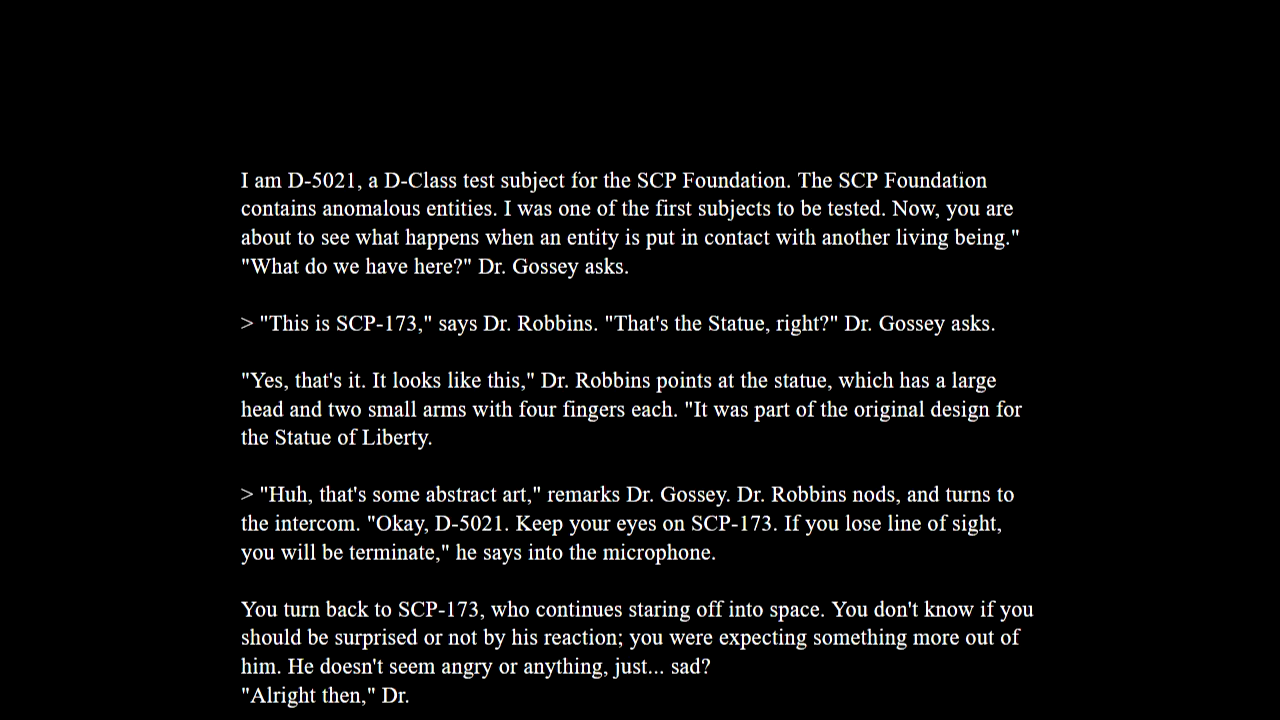 I am D-5021, a D-Class test subject for the SCP Foundation. The SCP Foundation
contains anomalous entities. I was one of the first subjects to be tested. Now, you are
about to see what happens when an entity is put in contact with another living being."
"What do we have here?" Dr. Gossey asks.
> "This is SCP-173," says Dr. Robbins. "That's the Statue, right?" Dr. Gossey asks.
"Yes, that's it. It looks like this," Dr. Robbins points at the statue, which has a large
head and two small arms with four fingers each. "It was part of the original design for
the Statue of Liberty.
> "Huh, that's some abstract art," remarks Dr. Gossey. Dr. Robbins nods, and turns to
the intercom. "Okay, D-5021. Keep your eyes on SCP-173. If you lose line of sight,
you will be terminate," he says into the microphone.
You turn back to SCP-173, who continues staring off into space. You don't know if you
should be surprised or not by his reaction; you were expecting something more out of
him. He doesn't seem angry or anything, just... sad?
"Alright then," Dr.